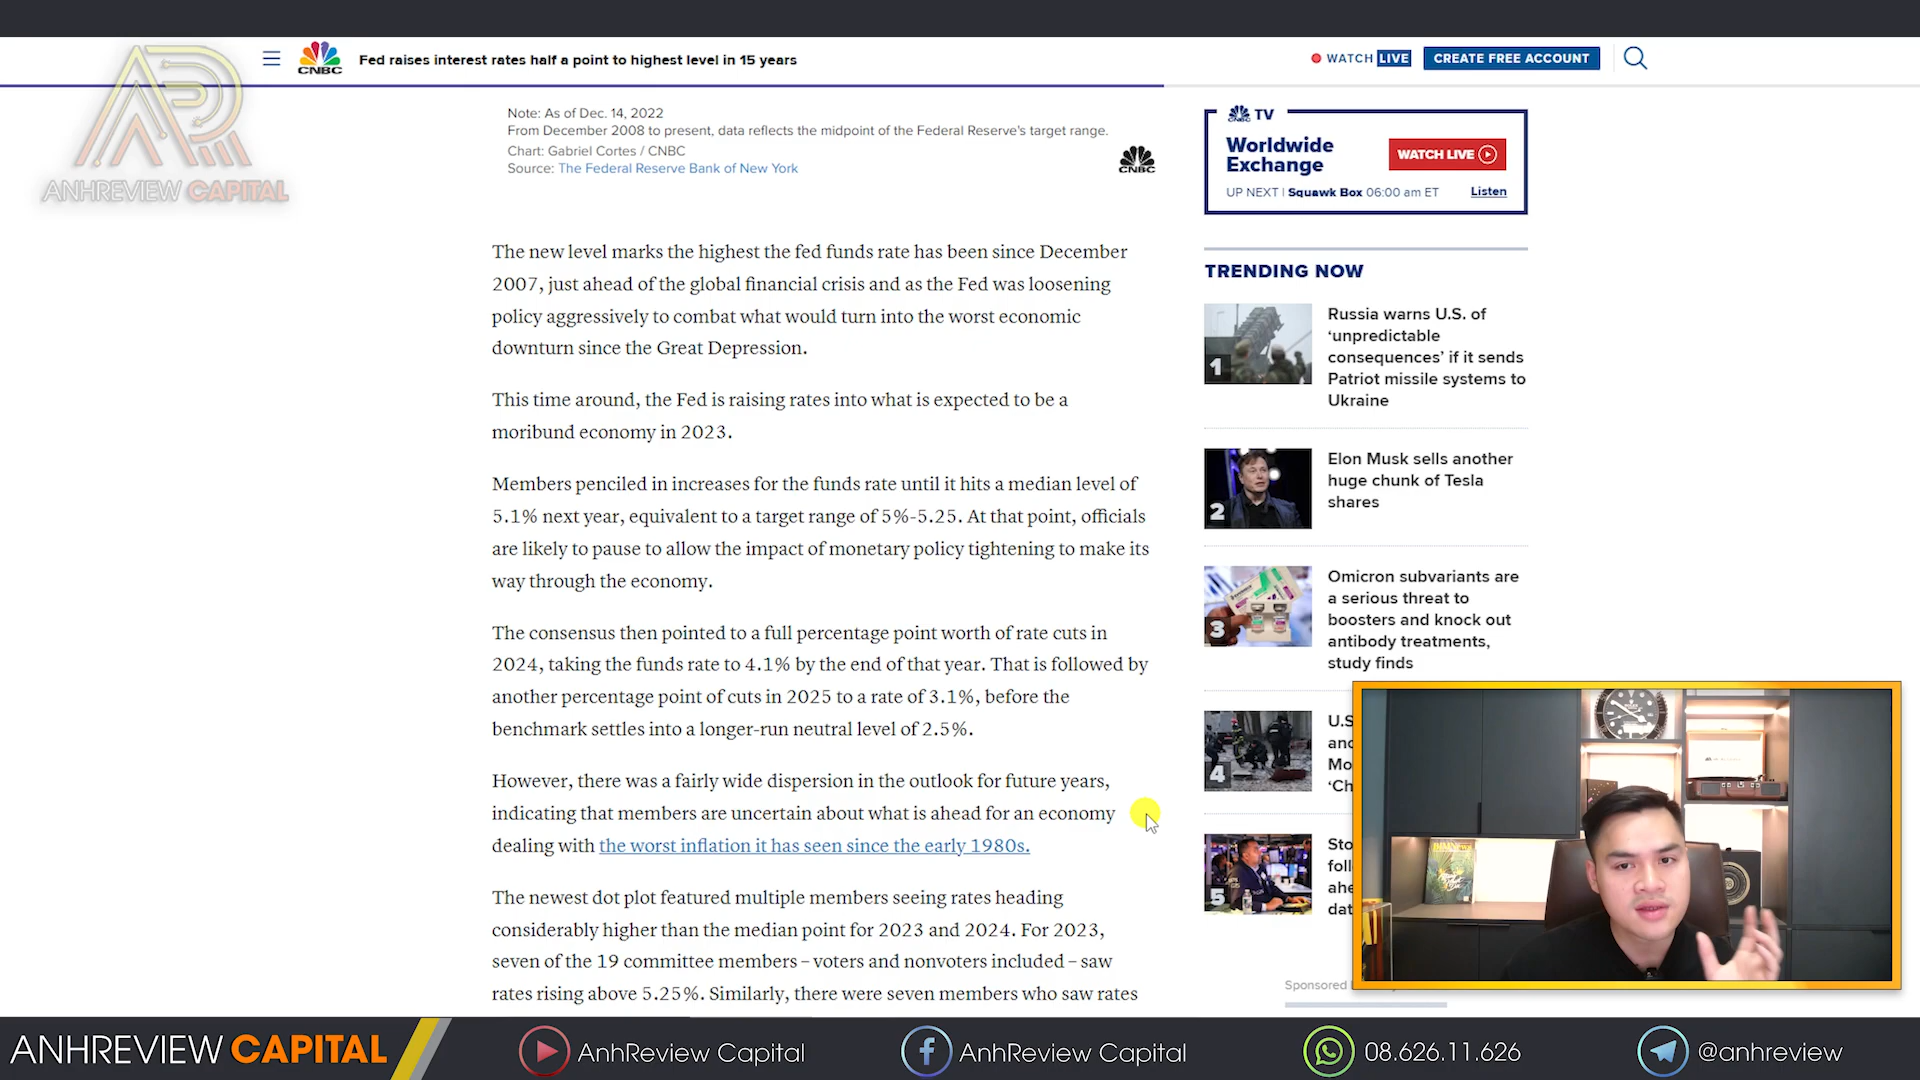 CNBC
Fed raises interest rates half a point to highest level in 15 years
WATCH LIVE
CREATE FREE ACCOUNT
ANHREVIEW CAPITAL
Note: As of Dec. 14, 2022
From December 2008 to present, data reflects the midpoint of the Federal Reserve's target range.
Chart: Gabriel Cortes / CNBC
Source: The Federal Reserve Bank of New York
CNBC
The new level marks the highest the fed funds rate has been since December
2007, just ahead of the global financial crisis and as the Fed was loosening
policy aggressively to combat what would turn into the worst economic
downturn since the Great Depression.
This time around, the Fed is raising rates into what is expected to be a
moribund economy in 2023.
Members penciled in increases for the funds rate until it hits a median level of
5.1% next year, equivalent to a target range of 5%-5.25. At that point, officials
are likely to pause to allow the impact of monetary policy tightening to make its
way through the economy.
The consensus then pointed to a full percentage point worth of rate cuts in
2024, taking the funds rate to 4.1% by the end of that year. That is followed by
another percentage point of cuts in 2025 to a rate of 3.1%, before the
benchmark settles into a longer-run neutral level of 2.5%.
However, there was a fairly wide dispersion in the outlook for future years,
indicating that members are uncertain about what is ahead for an economy
dealing with the worst inflation it has seen since the early 1980s.
The newest dot plot featured multiple members seeing rates heading
considerably higher than the median point for 2023 and 2024. For 2023,
seven of the 19 committee members – voters and nonvoters included – saw
rates rising above 5.25%. Similarly, there were seven members who saw rates
TV
Worldwide
Exchange
WATCH LIVE
UP NEXT | Squawk Box 06:00 am ET
Listen
TRENDING NOW
1
Russia warns U.S. of
‘unpredictable
consequences’ if it sends
Patriot missile systems to
Ukraine
2
Elon Musk sells another
huge chunk of Tesla
shares
3
Omicron subvariants are
a serious threat to
boosters and knock out
antibody treatments,
study finds
4
U.S
and
Mo
‘Ch
5
Sto
foll
ahe
dat
Sponsored
ANHREVIEW CAPITAL
AnhReview Capital
AnhReview Capital
08.626.11.626
@anhreview